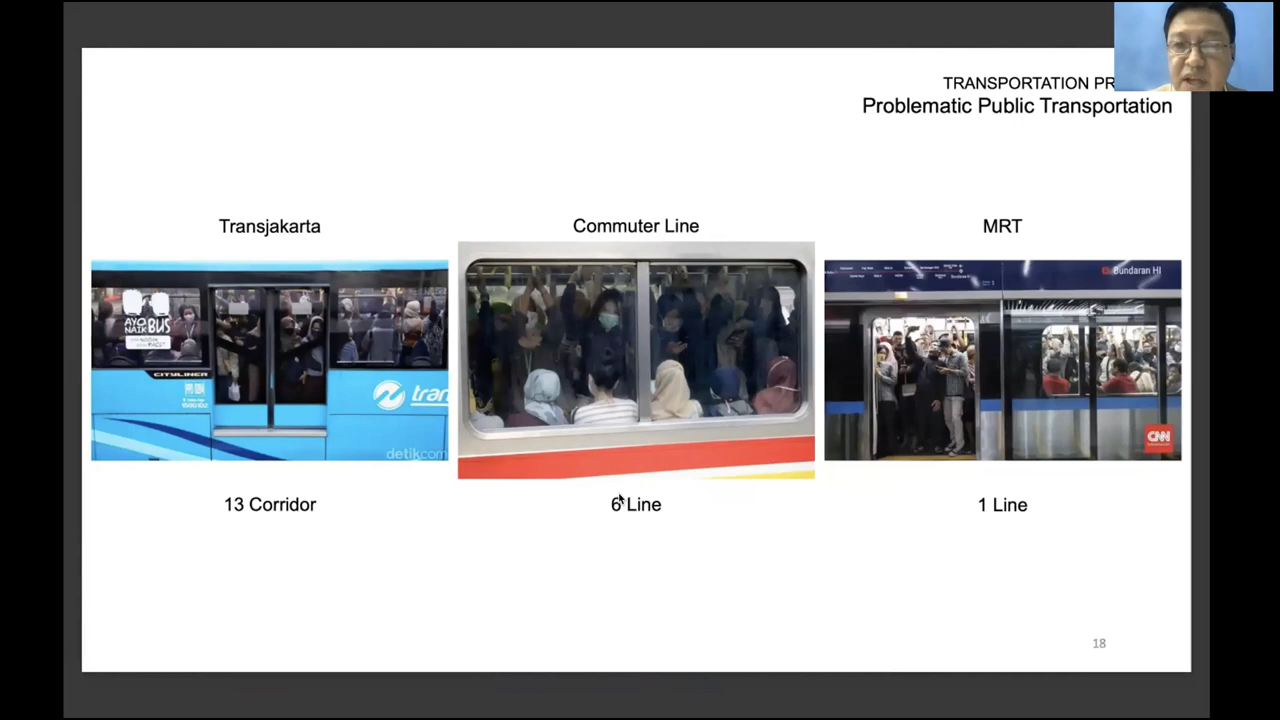 TRANSPORTATION PR
Problematic Public Transportation
Transjakarta
Commuter Line
MRT
AYO
NAIK BUS
CITYLINER
tran
detikcom
Bundaran HI
CNN
13 Corridor
6 Line
1 Line
18